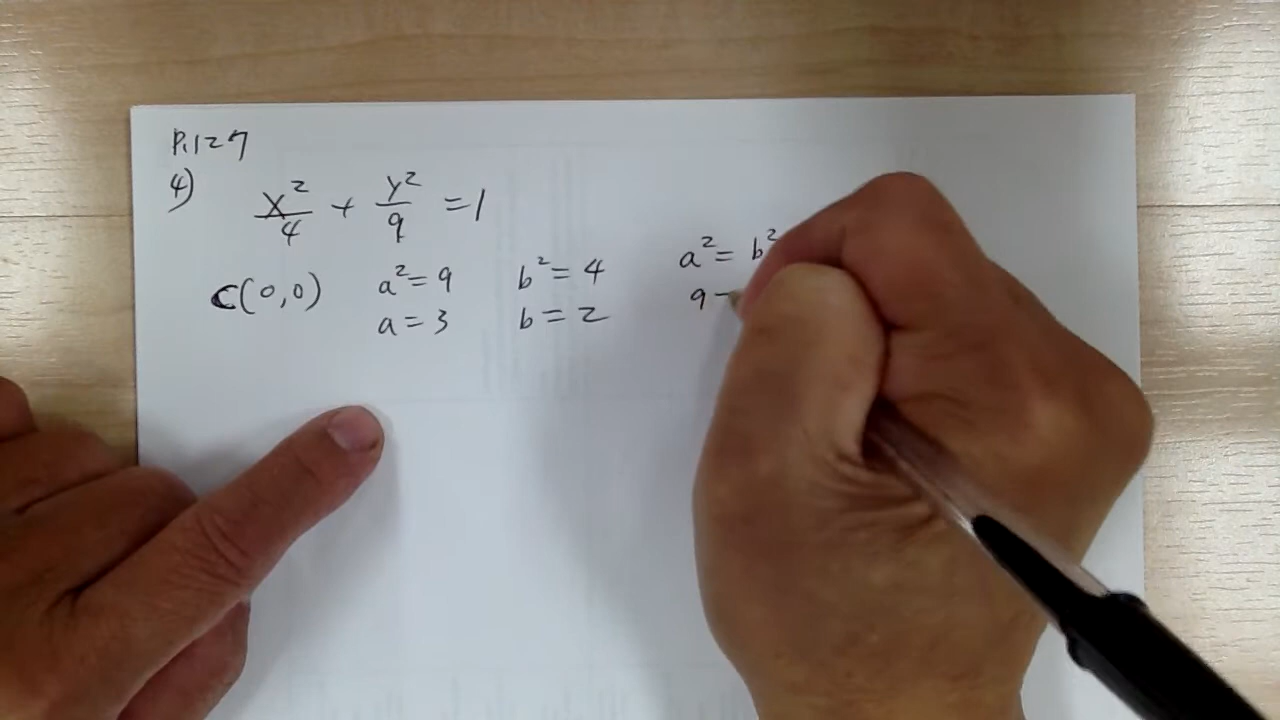 P.127
4)
x²/4 + y²/9 = 1
C(0,0) a² = 9 b² = 4 a² = b²
a = 3 b = 2 9